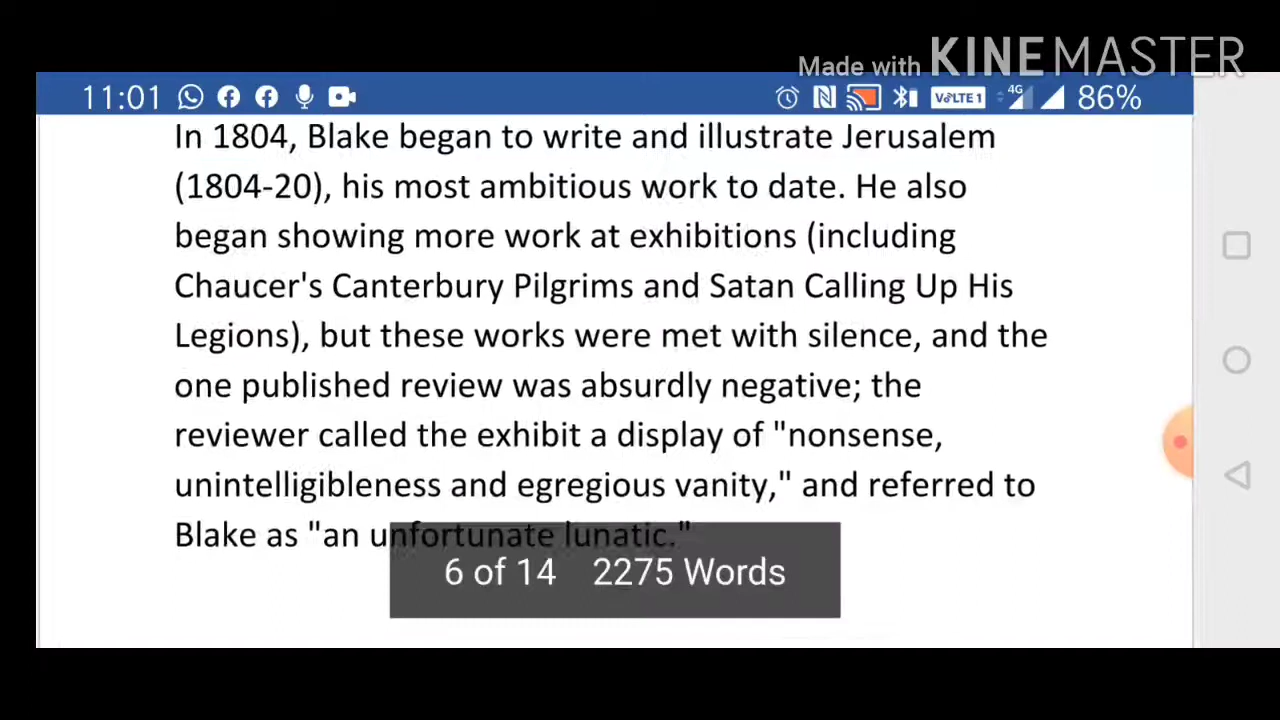 Made with KINEMASTER
11:01 VoLTE 1 4G 86%
In 1804, Blake began to write and illustrate Jerusalem
(1804-20), his most ambitious work to date. He also
began showing more work at exhibitions (including
Chaucer's Canterbury Pilgrims and Satan Calling Up His
Legions), but these works were met with silence, and the
one published review was absurdly negative; the
reviewer called the exhibit a display of "nonsense,
unintelligibleness and egregious vanity," and referred to
Blake as "an unfortunate lunatic."
6 of 14 2275 Words